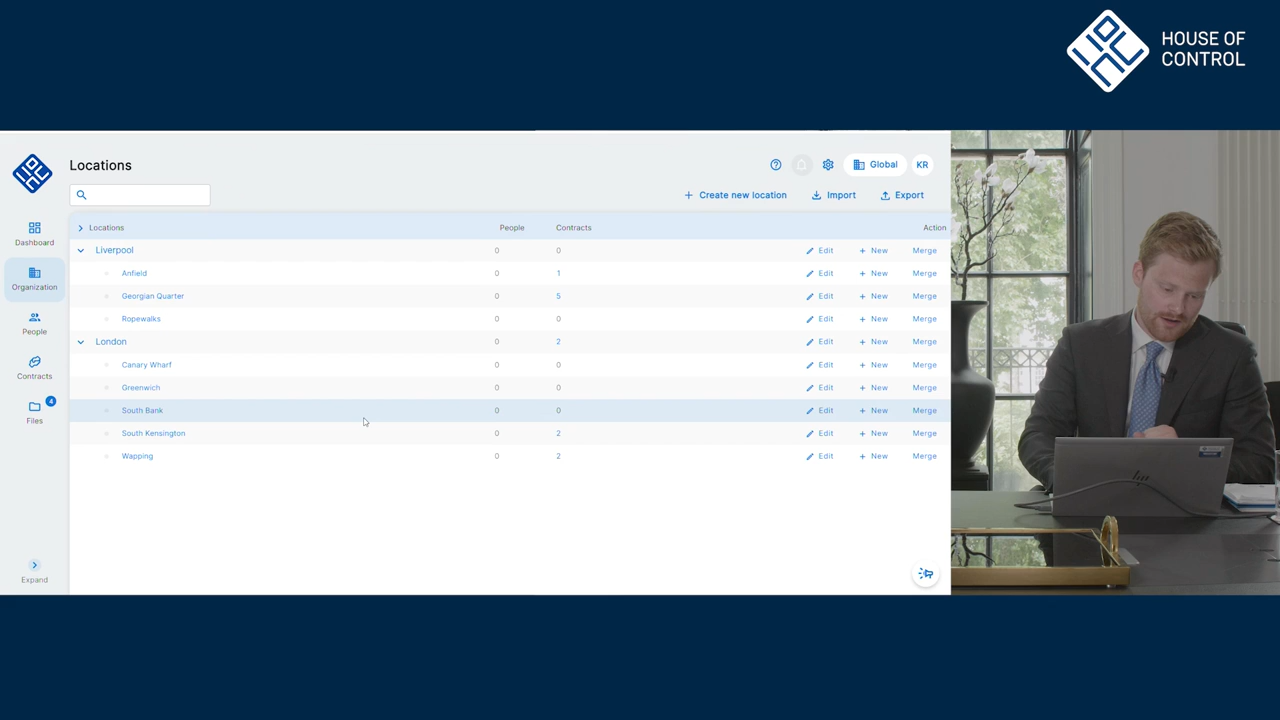 HOUSE OF
CONTROL
Locations
Global
KR
Create new location
Import
Export
Dashboard
Organization
People
Contracts
Files
4
Expand
Locations People Contracts Action
Liverpool 0 0 Edit + New Merge
Anfield 0 1 Edit + New Merge
Georgian Quarter 0 5 Edit + New Merge
Ropewalks 0 0 Edit + New Merge
London 0 2 Edit + New Merge
Canary Wharf 0 0 Edit + New Merge
Greenwich 0 0 Edit + New Merge
South Bank 0 0 Edit + New Merge
South Kensington 0 2 Edit + New Merge
Wapping 0 2 Edit + New Merge
hp